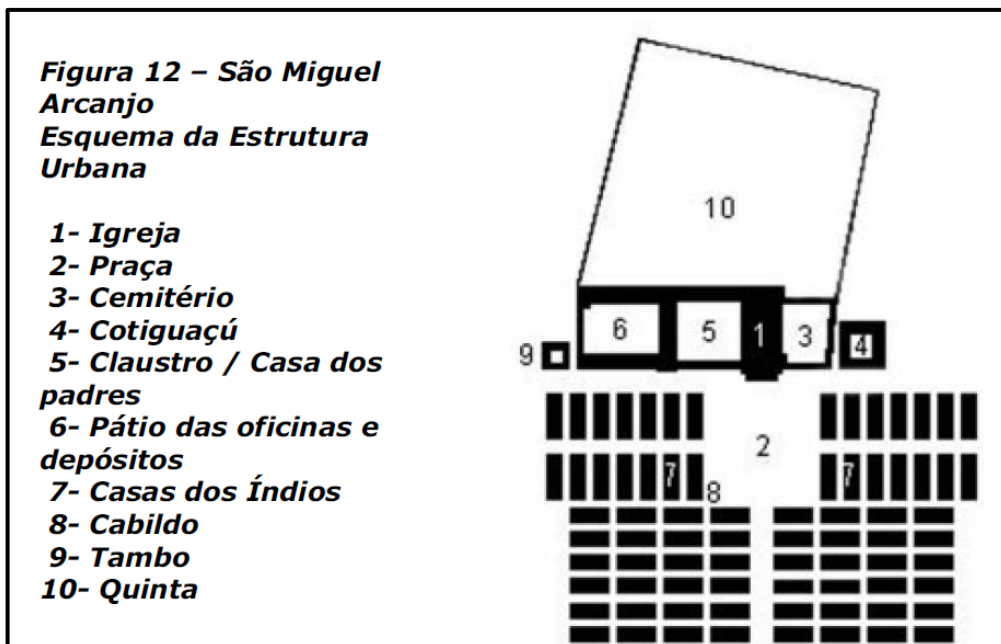 Figura 12 – São Miguel
Arcanjo
Esquema da Estrutura
Urbana
1- Igreja
2- Praça
3- Cemitério
4- Cotiguaçú
5- Claustro / Casa dos
padres
6- Pátio das oficinas e
depósitos
7- Casas dos Índios
8- Cabildo
9- Tambo
10- Quinta
10
6
5
1
3
4
9
2
7
7
8